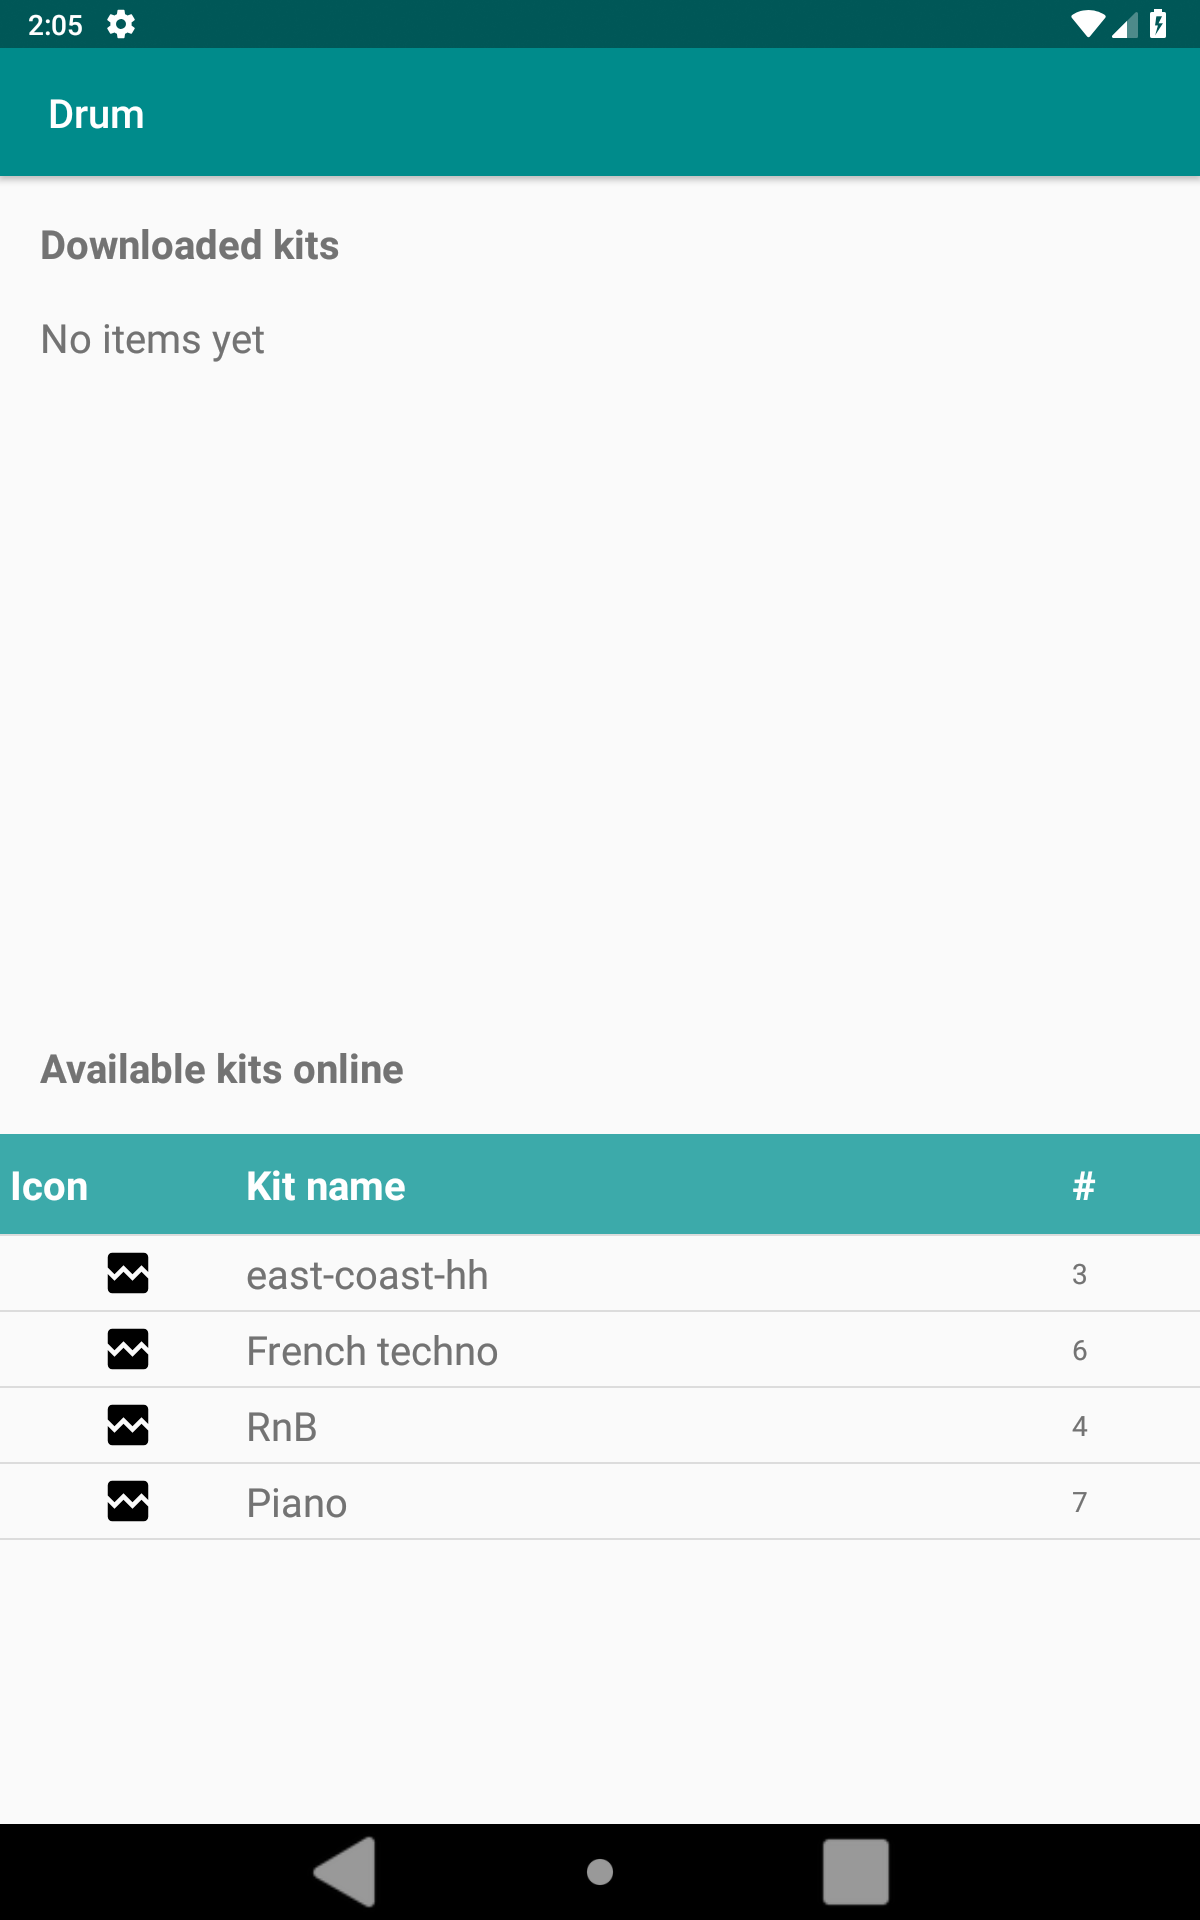 2:05
Drum
Downloaded kits
No items yet
Available kits online
Icon Kit name #
east-coast-hh 3
French techno 6
RnB 4
Piano 7